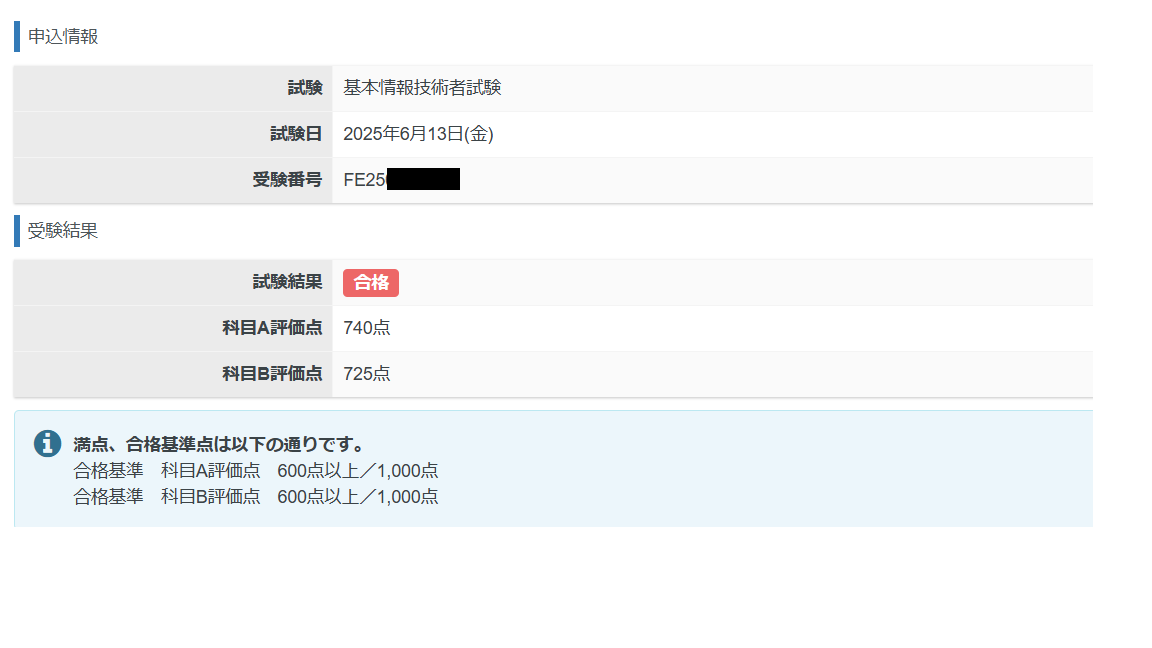 申込情報
試験 基本情報技術者試験
試験日 2025年6月13日(金)
受験番号 FE25
受験結果
試験結果 合格
科目A評価点 740点
科目B評価点 725点
満点、合格基準点は以下の通りです。
合格基準　科目A評価点　600点以上／1,000点
合格基準　科目B評価点　600点以上／1,000点